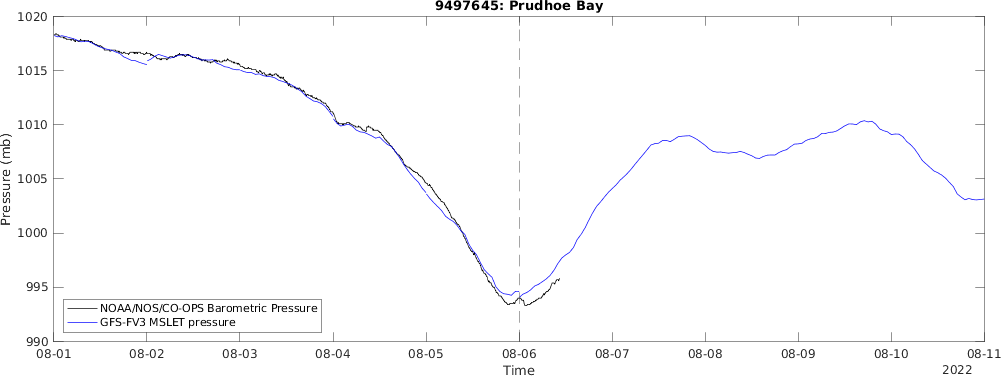 9497645: Prudhoe Bay
1020
1015
1010
1005
1000
995
990
Pressure (mb)
NOAA/NOS/CO-OPS Barometric Pressure
GFS-FV3 MSLET pressure
08-01 08-02 08-03 08-04 08-05 08-06 08-07 08-08 08-09 08-10 08-11
Time
2022